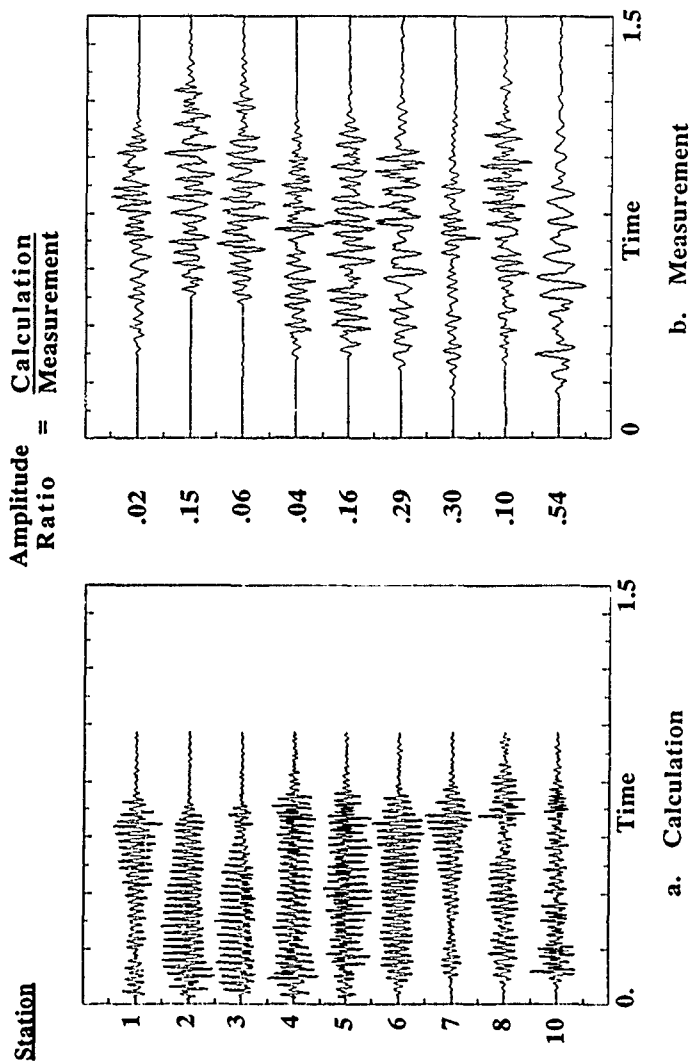 Station
Amplitude
Ratio = Calculation
Measurement
1
2
3
4
5
6
7
8
10
0.
Time
1.5
a. Calculation
.02
.15
.06
.04
.16
.29
.30
.10
.54
0
Time
1.5
b. Measurement